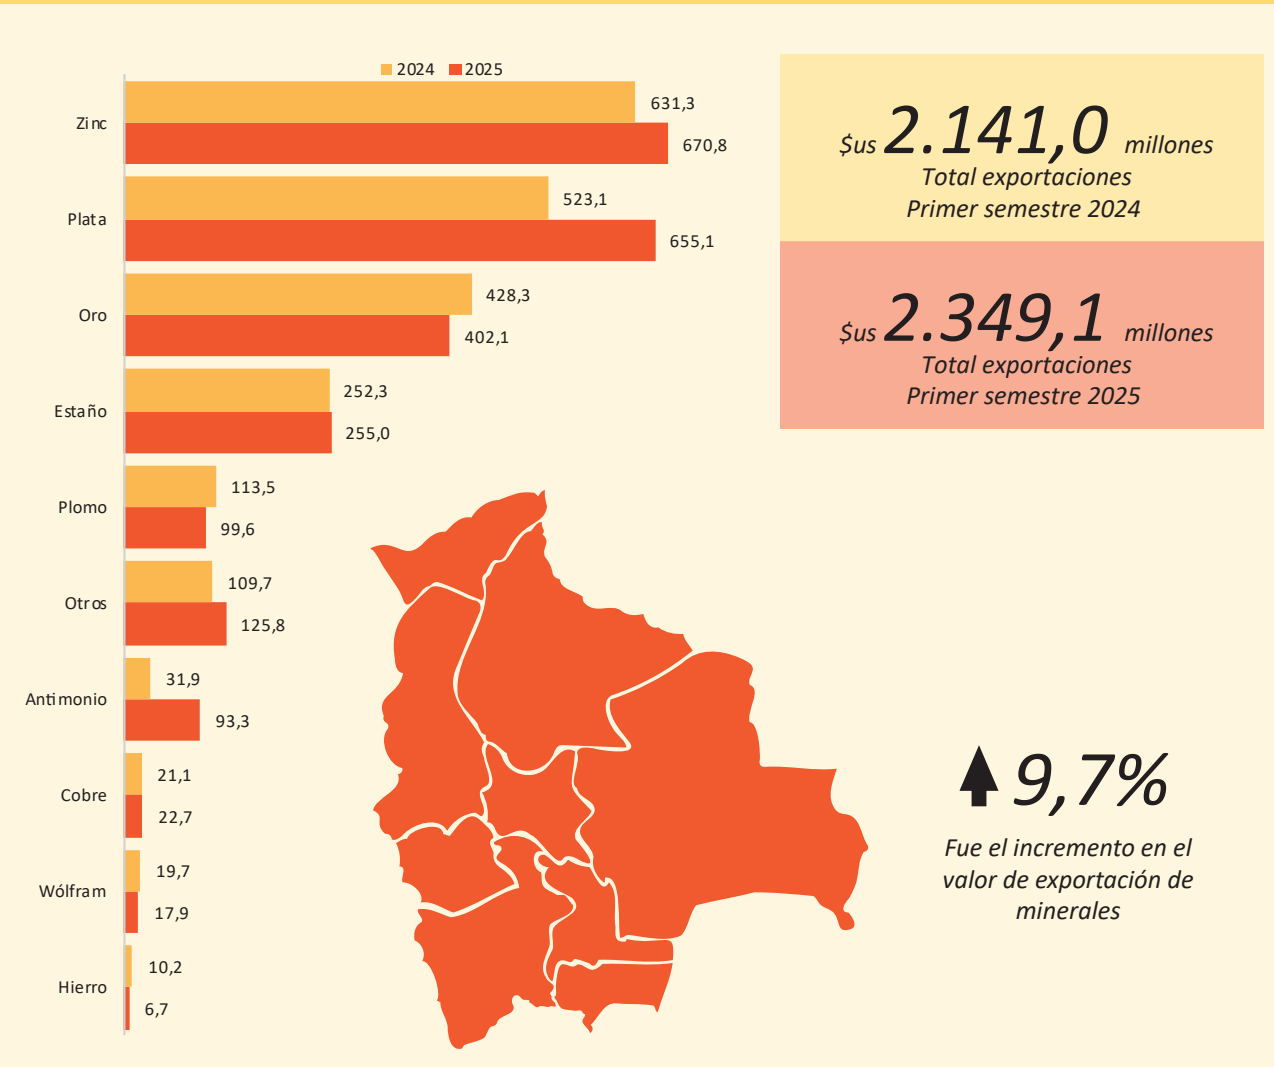 2024 2025
Zinc
631,3
670,8
Plata
523,1
655,1
Oro
428,3
402,1
Estaño
252,3
255,0
Plomo
113,5
99,6
Otros
109,7
125,8
Antimonio
31,9
93,3
Cobre
21,1
22,7
Wólfram
19,7
17,9
Hierro
10,2
6,7
$us 2.141,0 millones
Total exportaciones
Primer semestre 2024
$us 2.349,1 millones
Total exportaciones
Primer semestre 2025
9,7%
Fue el incremento en el
valor de exportación de
minerales